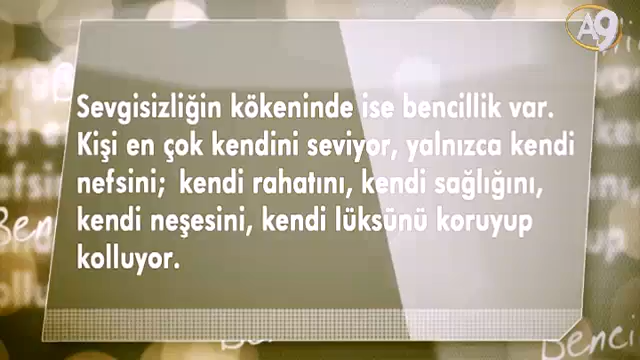 A9
Sevgisizliğin kökeninde ise bencillik var.
Kişi en çok kendini seviyor, yalnızca kendi
nefsini; kendi rahatını, kendi sağlığını,
kendi neşesini, kendi lüksünü koruyup
kolluyor.
Benci